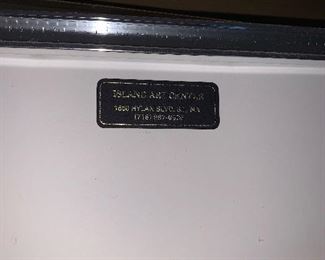 ISLAND ART CENTER
HYLAN BLVD. S.I., N.Y.
(718)